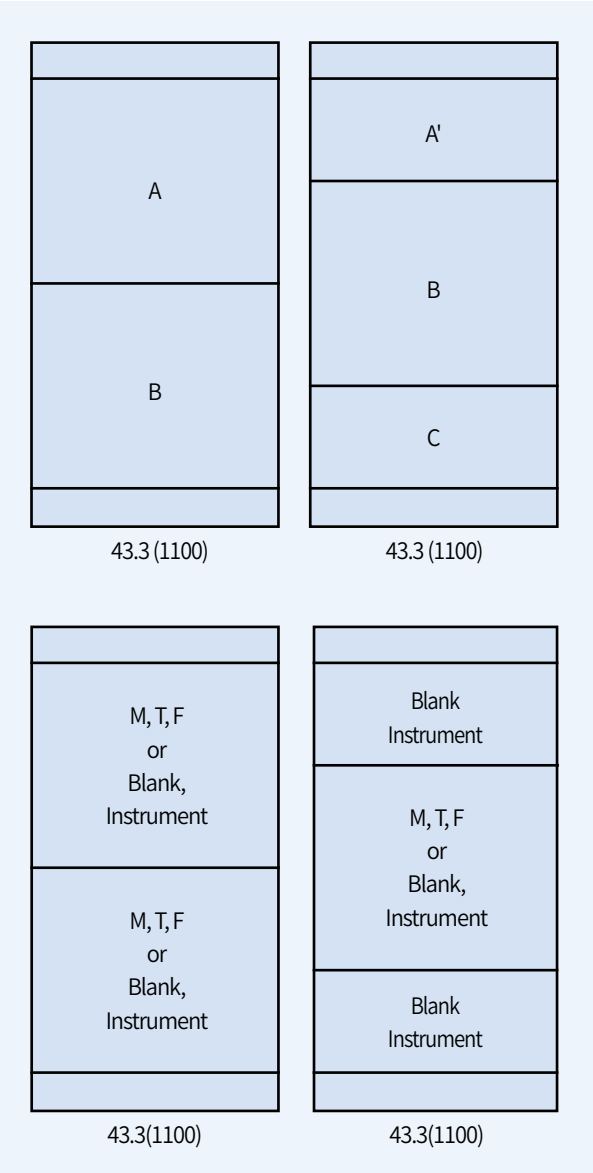 A
B
43.3 (1100)
A'
B
C
43.3 (1100)
M, T, F
or
Blank,
Instrument
M, T, F
or
Blank,
Instrument
43.3(1100)
Blank
Instrument
M, T, F
or
Blank,
Instrument
Blank
Instrument
43.3(1100)